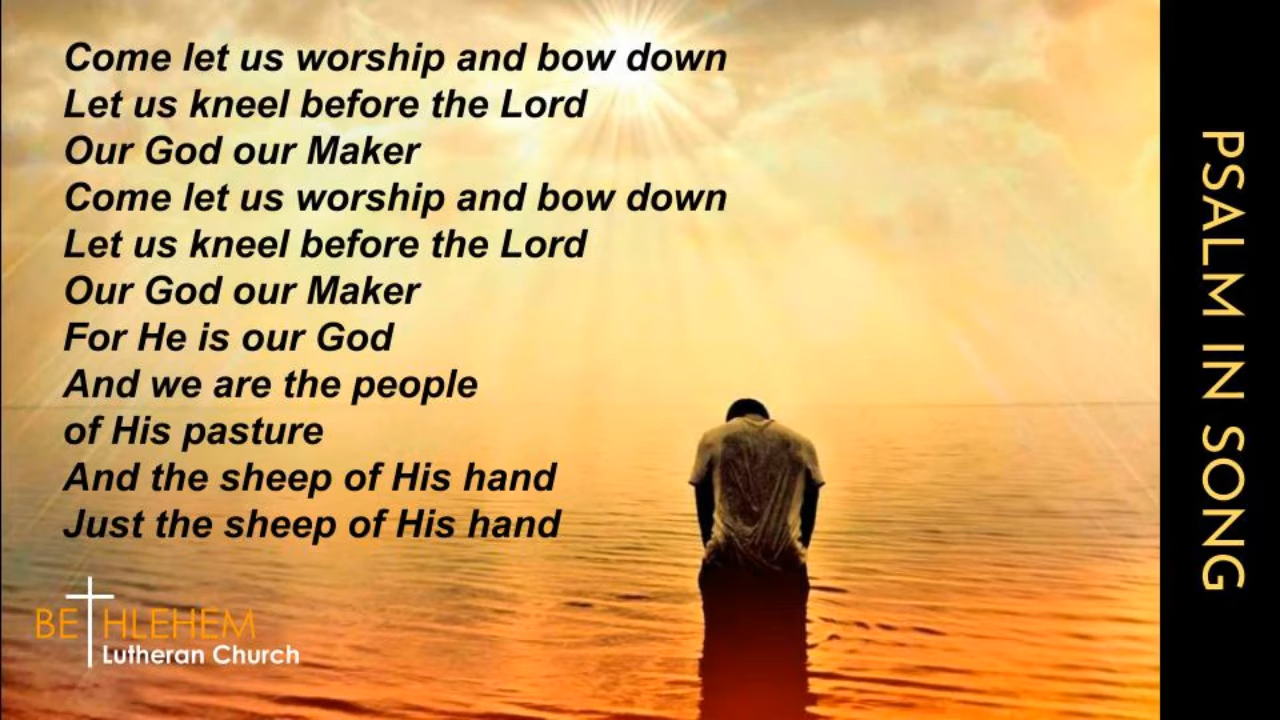 Come let us worship and bow down
Let us kneel before the Lord
Our God our Maker
Come let us worship and bow down
Let us kneel before the Lord
Our God our Maker
For He is our God
And we are the people
of His pasture
And the sheep of His hand
Just the sheep of His hand
BETHLEHEM
Lutheran Church
PSALM IN SONG